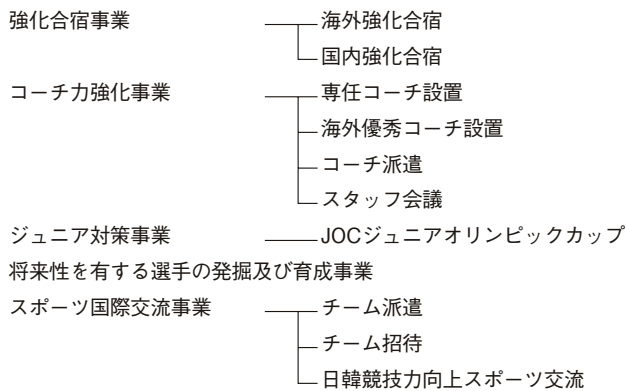 強化合宿事業 海外強化合宿
国内強化合宿
コーチ力強化事業 専任コーチ設置
海外優秀コーチ設置
コーチ派遣
スタッフ会議
ジュニア対策事業 JOCジュニアオリンピックカップ
将来性を有する選手の発掘及び育成事業
スポーツ国際交流事業 チーム派遣
チーム招待
日韓競技力向上スポーツ交流